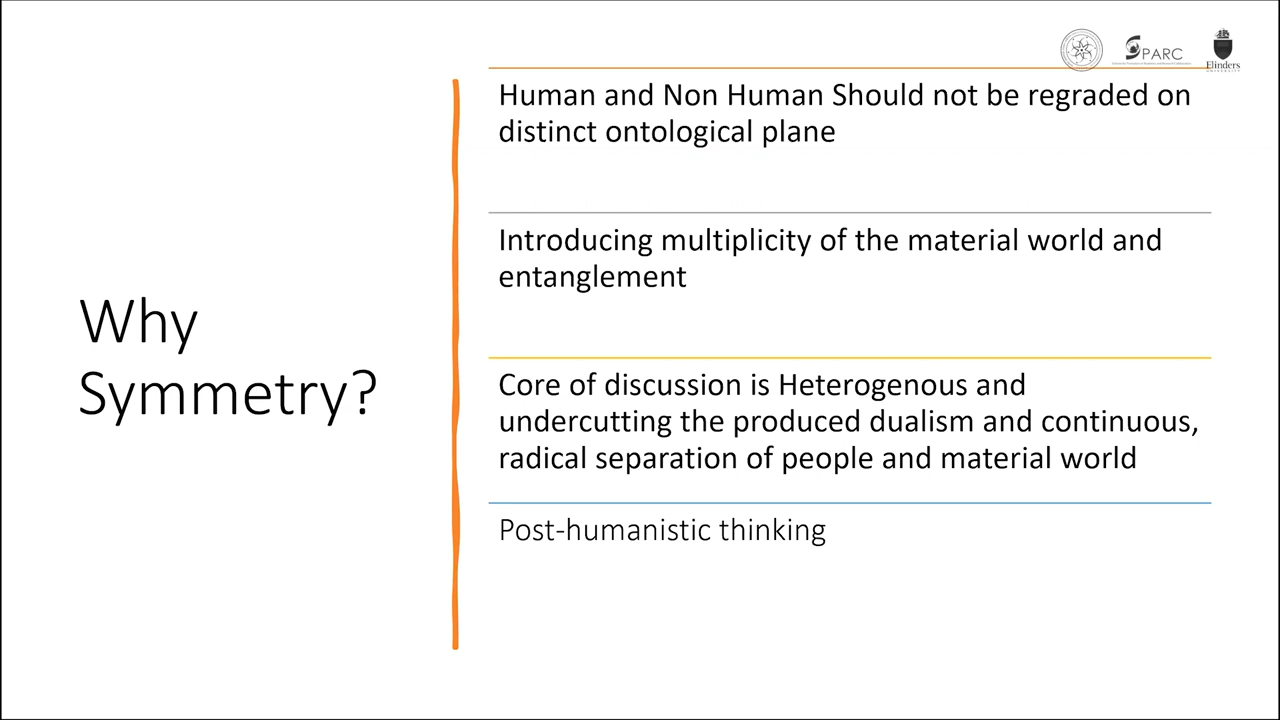 SPARC
Flinders
UNIVERSITY
Human and Non Human Should not be regraded on
distinct ontological plane
Introducing multiplicity of the material world and
entanglement
Why
Symmetry?
Core of discussion is Heterogenous and
undercutting the produced dualism and continuous,
radical separation of people and material world
Post-humanistic thinking